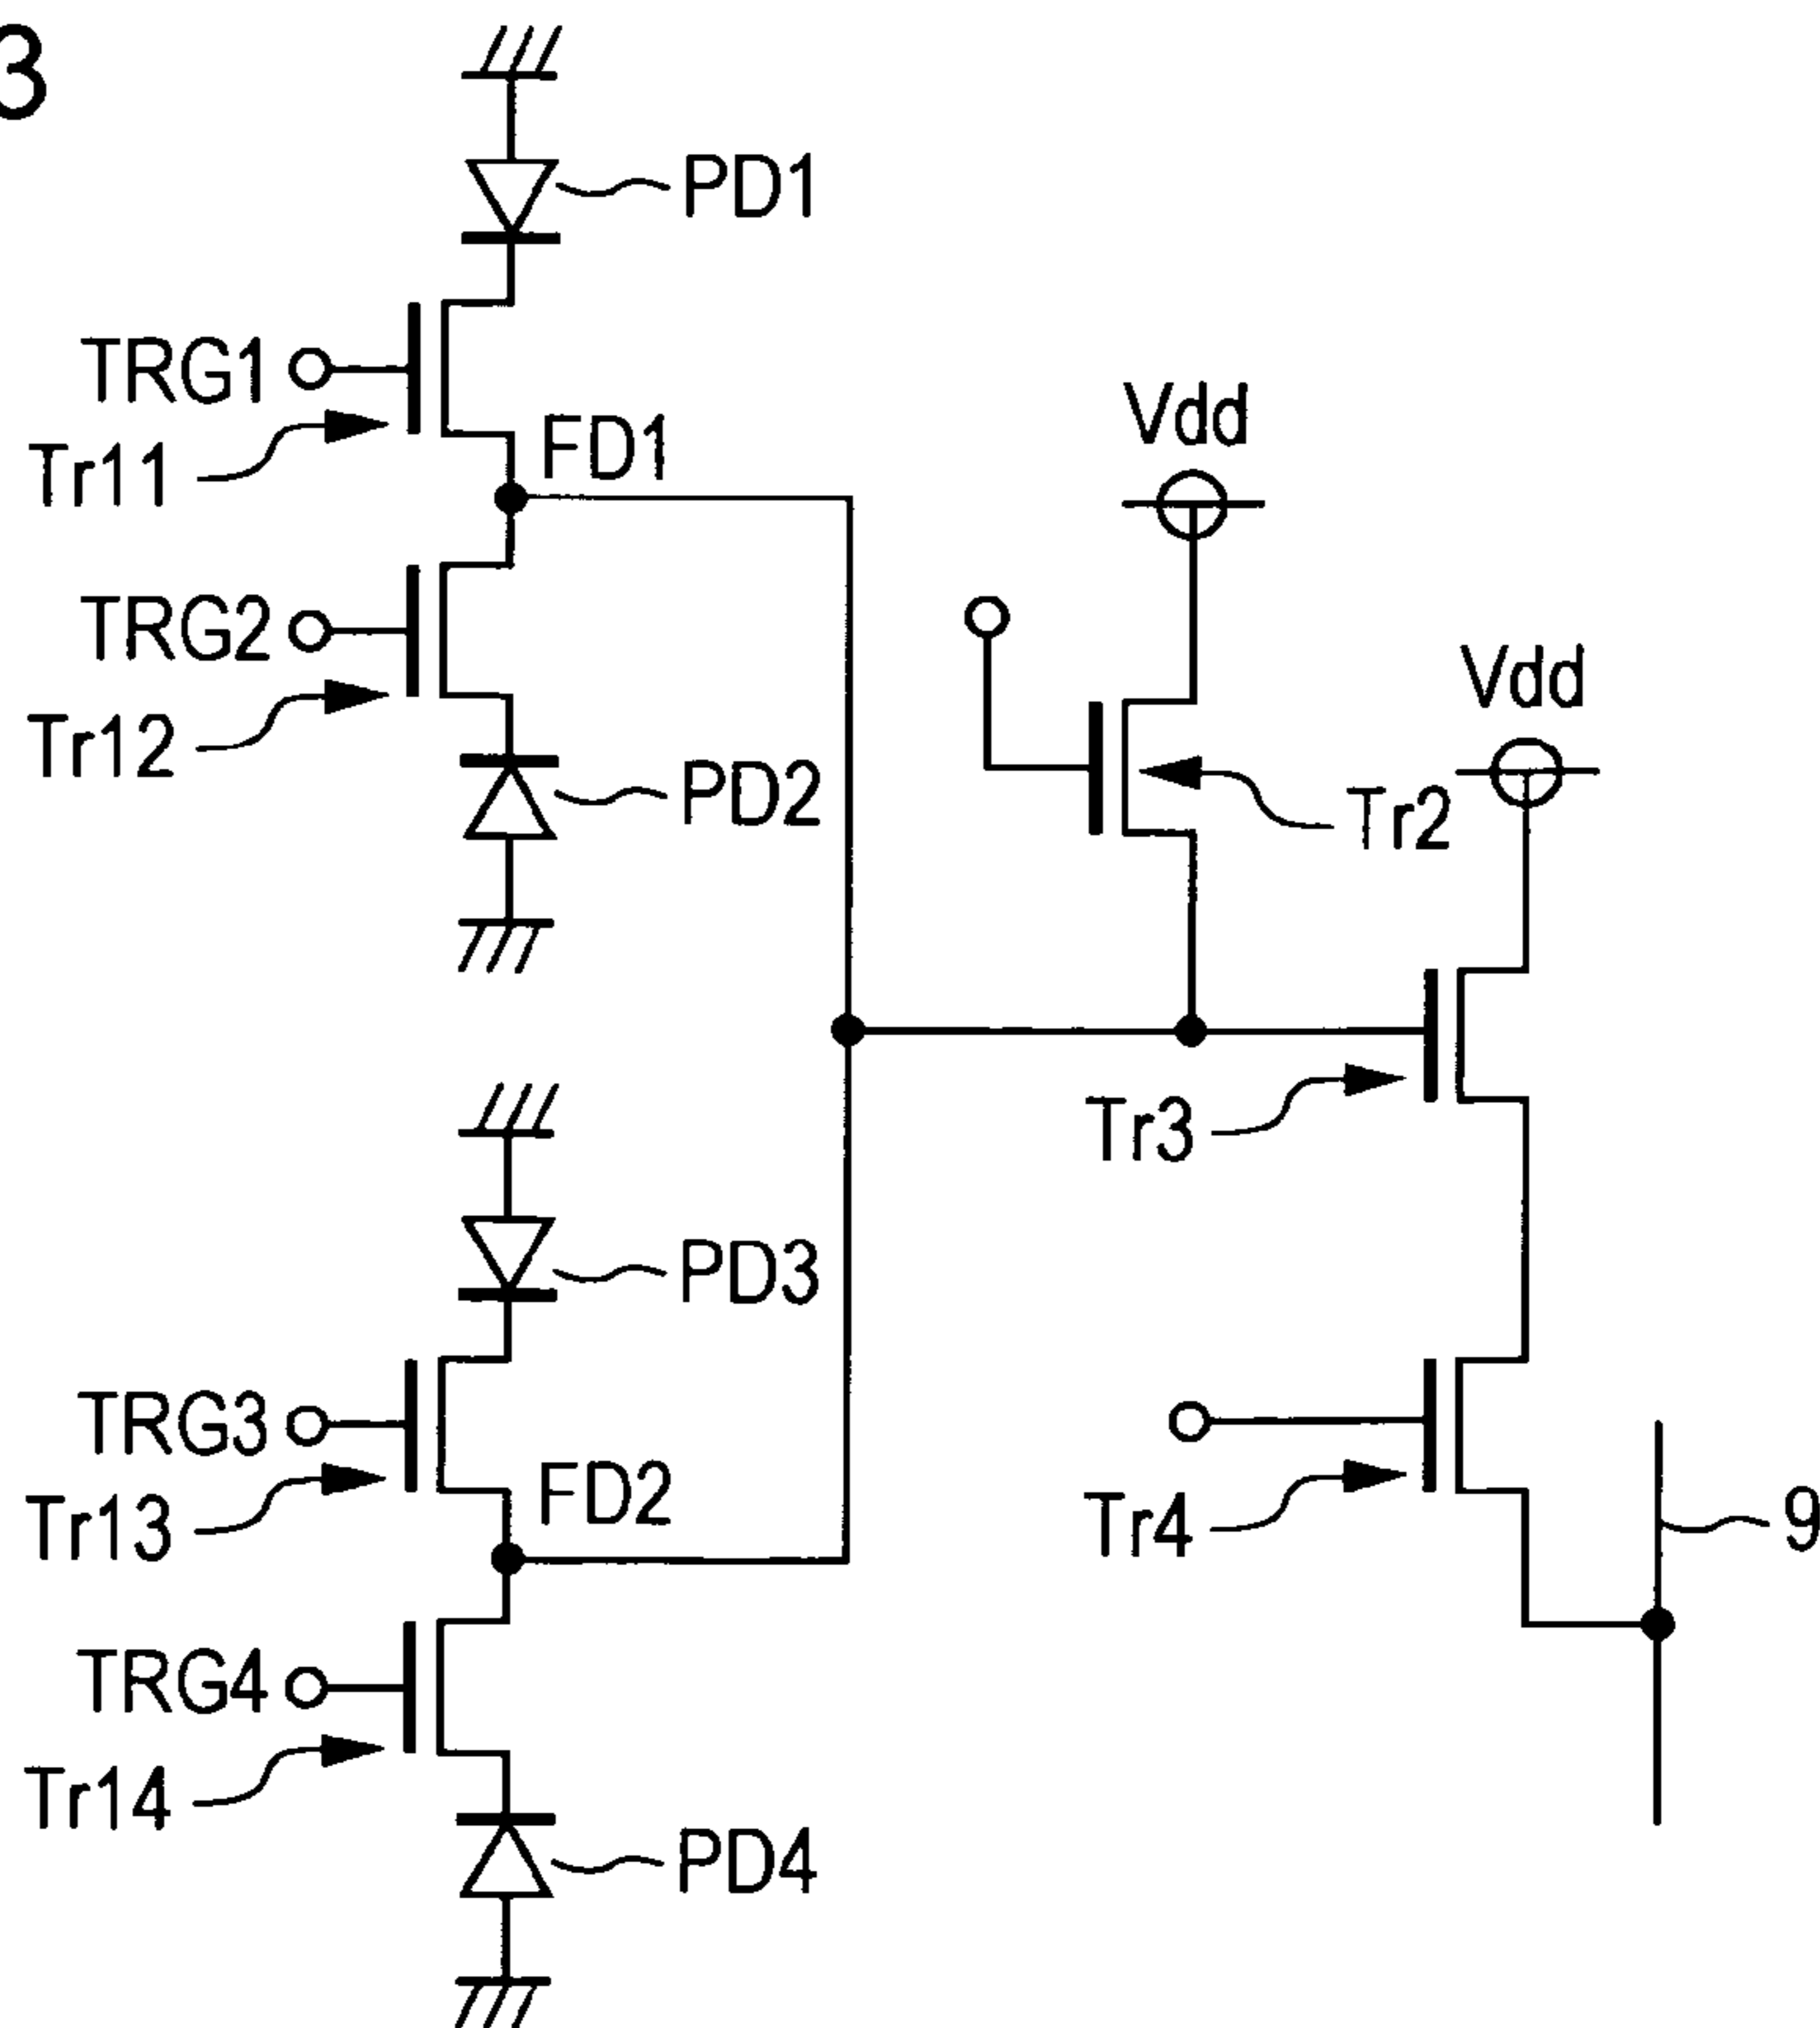 3
PD1
TRG1
Tr11
FD1
Vdd
TRG2
Tr12
PD2
Vdd
Tr2
Tr3
PD3
TRG3
Tr13
FD2
Tr4
9
TRG4
Tr14
PD4